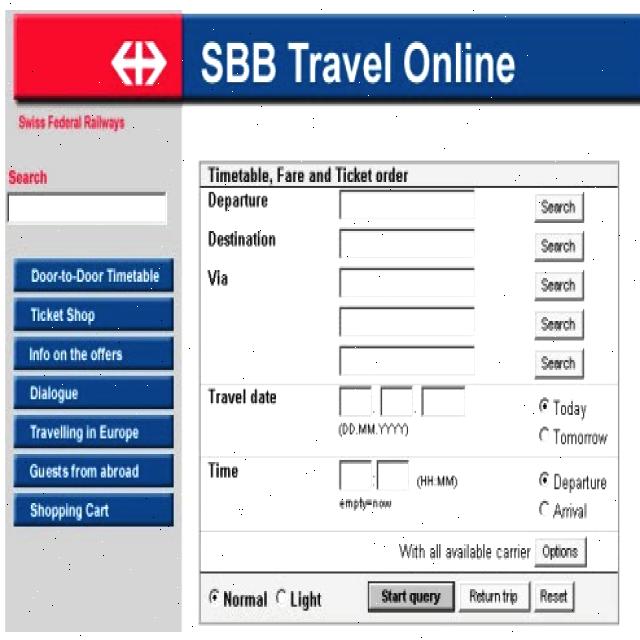 SBB Travel Online
Swiss Federal Railways
Search
Door-to-Door Timetable
Ticket Shop
Info on the offers
Dialogue
Travelling in Europe
Guests from abroad
Shopping Cart
Timetable, Fare and Ticket order
Departure Search
Destination Search
Via Search
Search
Search
Travel date . . Today
(DD.MM.YYYY) Tomorrow
Time : (HH:MM) Departure
empty=now Arrival
With all available carrier Options
Normal Light Start query Return trip Reset